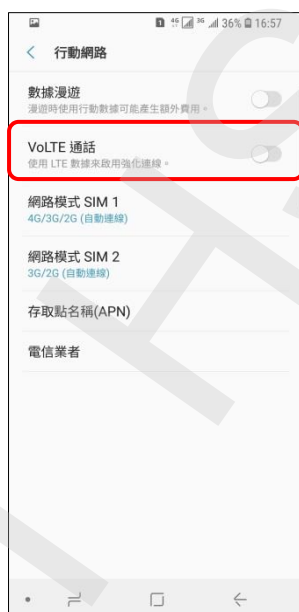 1 4G 3G 36% 16:57
行動網路
數據漫遊
漫遊時使用行動數據可能產生額外費用。
VoLTE 通話
使用 LTE 數據來啟用強化連線。
網路模式 SIM 1
4G/3G/2G (自動連線)
網路模式 SIM 2
3G/2G (自動連線)
存取點名稱(APN)
電信業者